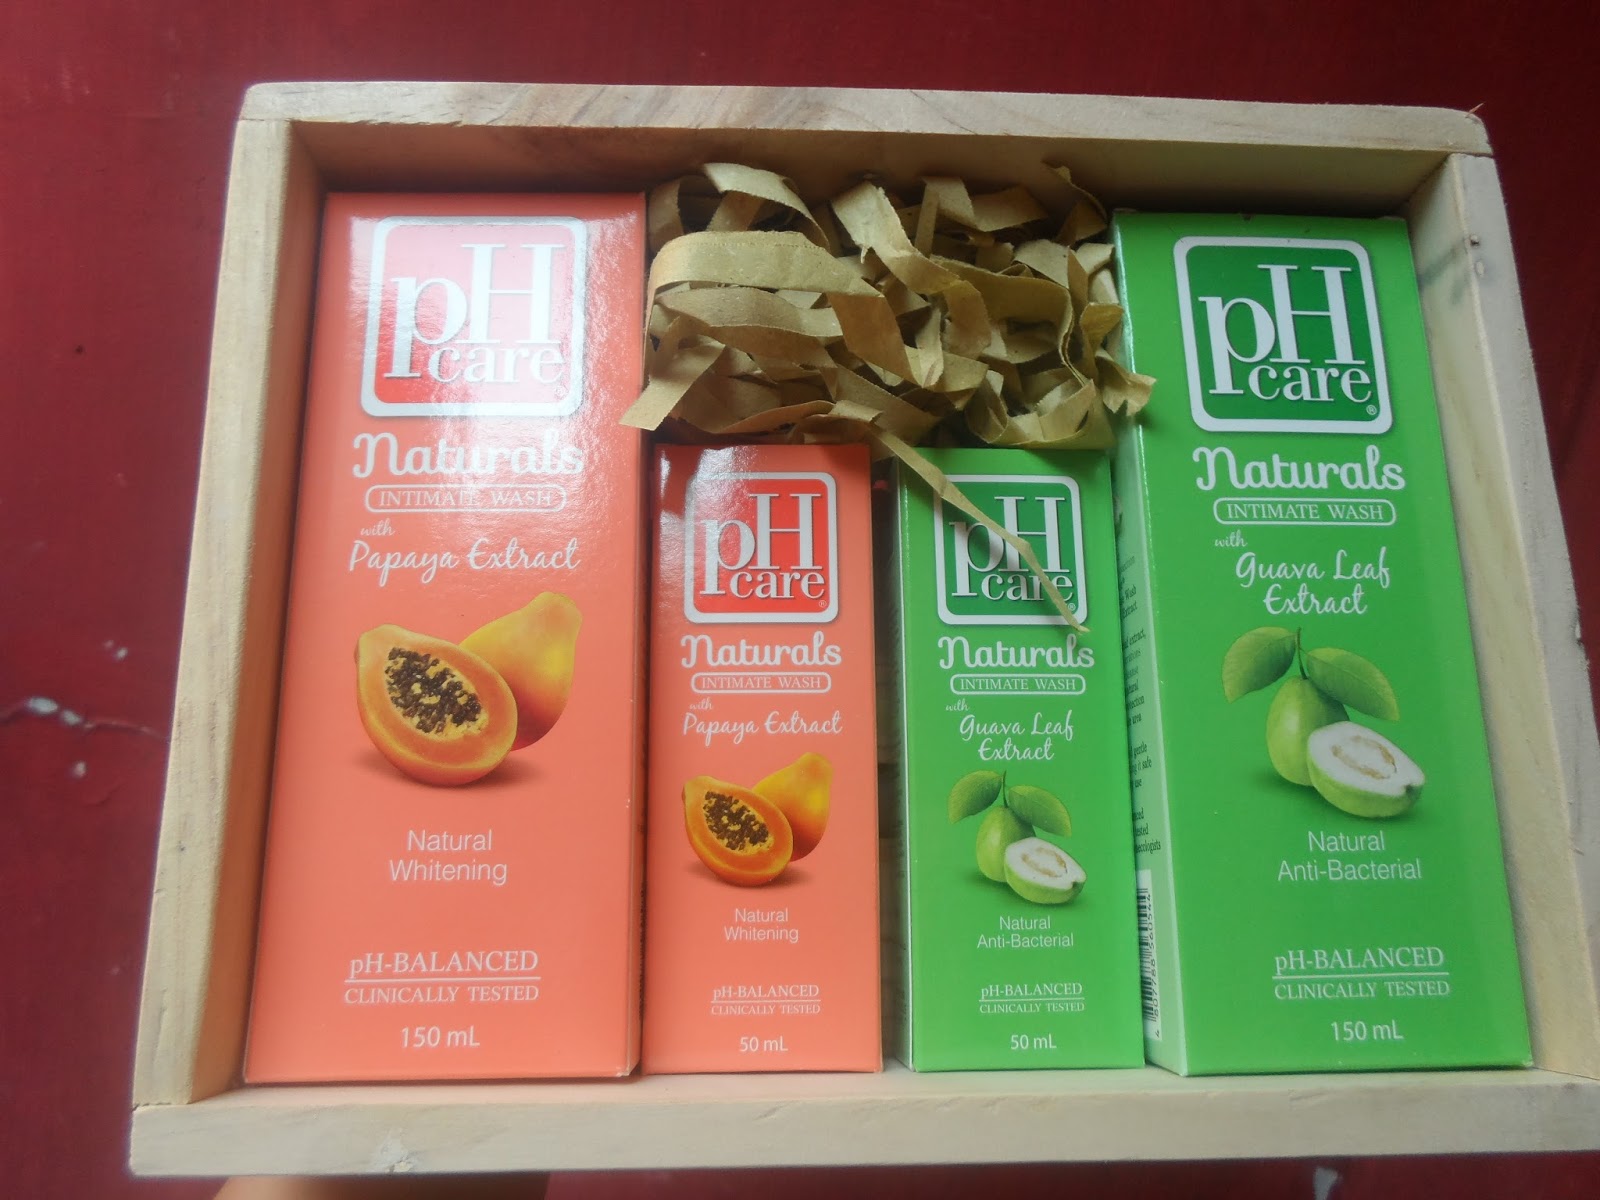 pH
care
Naturals
INTIMATE WASH
with
Papaya Extract
Natural
Whitening
pH-BALANCED
CLINICALLY TESTED
150 mL
pH
care®
Naturals
INTIMATE WASH
with
Papaya Extract
Natural
Whitening
pH-BALANCED
CLINICALLY TESTED
50 mL
pH
care®
Naturals
INTIMATE WASH
with
Guava Leaf
Extract
Natural
Anti-Bacterial
pH-BALANCED
CLINICALLY TESTED
50 mL
pH
care®
Naturals
INTIMATE WASH
with
Guava Leaf
Extract
Natural
Anti-Bacterial
pH-BALANCED
CLINICALLY TESTED
150 mL